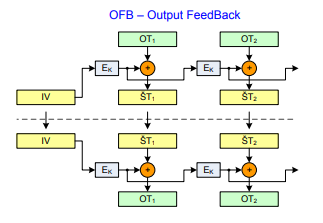 OFB – Output FeedBack
OT₁ OT₂
E_K + E_K +
IV ŠT₁ ŠT₂
IV ŠT₁ ŠT₂
E_K + E_K +
OT₁ OT₂